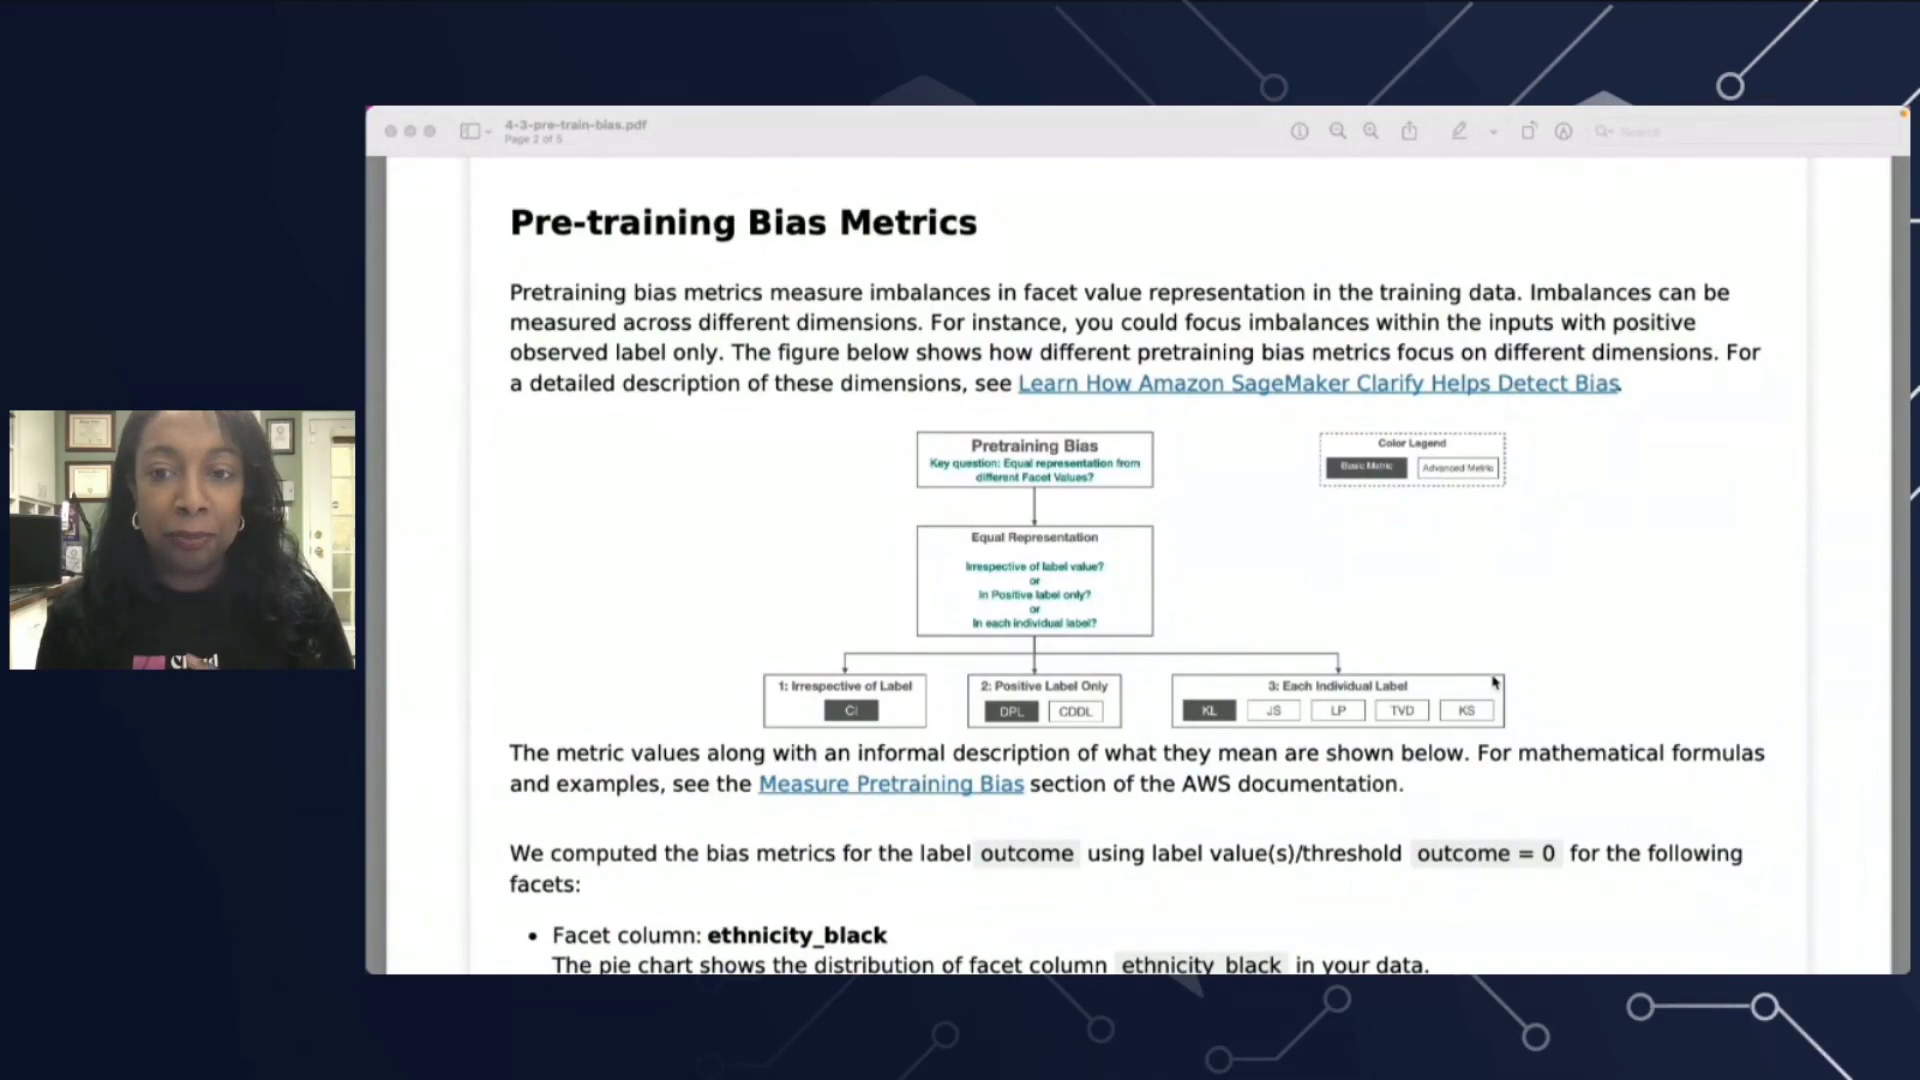 4-3-pre-train-bias.pdf
Page 2 of 5
Search
Pre-training Bias Metrics
Pretraining bias metrics measure imbalances in facet value representation in the training data. Imbalances can be
measured across different dimensions. For instance, you could focus imbalances within the inputs with positive
observed label only. The figure below shows how different pretraining bias metrics focus on different dimensions. For
a detailed description of these dimensions, see Learn How Amazon SageMaker Clarify Helps Detect Bias.
Pretraining Bias
Key question: Equal representation from
different Facet Values?
Color Legend
Basic Metric
Advanced Metric
Equal Representation
Irrespective of label value?
or
In Positive label only?
or
In each individual label?
1: Irrespective of Label
CI
2: Positive Label Only
DPL CDDL
3: Each Individual Label
KL JS LP TVD KS
The metric values along with an informal description of what they mean are shown below. For mathematical formulas
and examples, see the Measure Pretraining Bias section of the AWS documentation.
We computed the bias metrics for the label outcome using label value(s)/threshold outcome = 0 for the following
facets:
• Facet column: ethnicity_black
The pie chart shows the distribution of facet column ethnicity_black in your data.